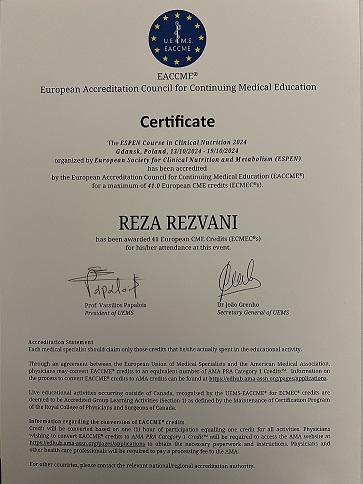 U.E.M.S.
EACCME
EACCME®
European Accreditation Council for Continuing Medical Education
Certificate
The ESPEN Course in Clinical Nutrition 2024
Gdansk, Poland, 13/10/2024 - 19/10/2024
organized by European Society for Clinical Nutrition and Metabolism (ESPEN)
has been accredited
by the European Accreditation Council for Continuing Medical Education (EACCME®)
for a maximum of 41.0 European CME credits (ECMEC®s).
REZA REZVANI
has been awarded 41 European CME Credits (ECMEC®s)
for his/her attendance at this event.
Papalois
Prof. Vassilios Papalois
President of UEMS
Dr João Grenho
Secretary General of UEMS
Accreditation Statement
Each medical specialist should claim only those credits that he/she actually spent in the educational activity.
Through an agreement between the European Union of Medical Specialists and the American Medical Association,
physicians may convert EACCME® credits to an equivalent number of AMA PRA Category 1 Credits™. Information on
the process to convert EACCME® credits to AMA credits can be found at https://edhub.ama-assn.org/pages/applications.
Live educational activities occurring outside of Canada, recognised by the UEMS-EACCME® for ECMEC® credits are
deemed to be Accredited Group Learning Activities (Section 1) as defined by the Maintenance of Certification Program
of the Royal College of Physicians and Surgeons of Canada.
Information regarding the conversion of EACCME® credits
Credit will be converted based on one (1) hour of participation equaling one credit for all activities. Physicians
wishing to convert EACCME® credits to AMA PRA Category 1 Credit™ will be required to access the AMA website at
https://edhub.ama-assn.org/pages/applications to obtain the necessary paperwork and instructions. Physicians and
other health care professionals will be required to pay a processing fee to the AMA.
For other countries, please contact the relevant national/regional accreditation authority.